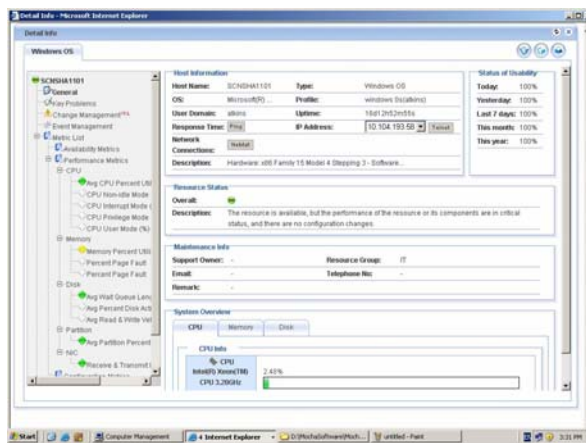 Detail Info - Microsoft Internet Explorer
Detail Info
Windows OS
SCNSHA1101
General
Key Problems
Change Management
Event Management
Metric List
Availability Metrics
Performance Metrics
CPU
Avg CPU Percent Util
CPU Non-idle Mode
CPU Interrupt Mode (
CPU Privilege Mode
CPU User Mode (%)
Memory
Memory Percent Utili
Percent Page Fault
Percent Page Fault
Disk
Avg Wait Queue Leng
Avg Percent Disk Acti
Avg Read & Write Vel
Partition
Avg Partition Percent
NIC
Receive & Transmit
Host Information
Host Name: SCNSHA1101 Type: Windows OS
OS: Microsoft(R) ... Profile:
User Domain: Uptime:
Response Time: Ping IP Address: 10.104.193.56 Telnet
Network Connections: NetStat
Description: Hardware: x86 Family 15 Model 4 Stepping 3 - Software...
Status of Usability
Today: 100%
Yesterday: 100%
Last 7 days: 100%
This month: 100%
This year: 100%
Resource Status
Overall:
Description: The resource is available, but the performance of the resource or its components are in critical
status, and there are no configuration changes.
Maintenance Info
Support Owner: - Resource Group: IT
Email: - Telephone No: -
Remark: -
System Overview
CPU Memory Disk
CPU Info
CPU
Intel(R) Xeon(TM) 2.40%
CPU 3.20GHz
Start Computer Management 4 Internet Explorer D:\MochaSoftware\Moch... untitled - Paint 3:31 PM